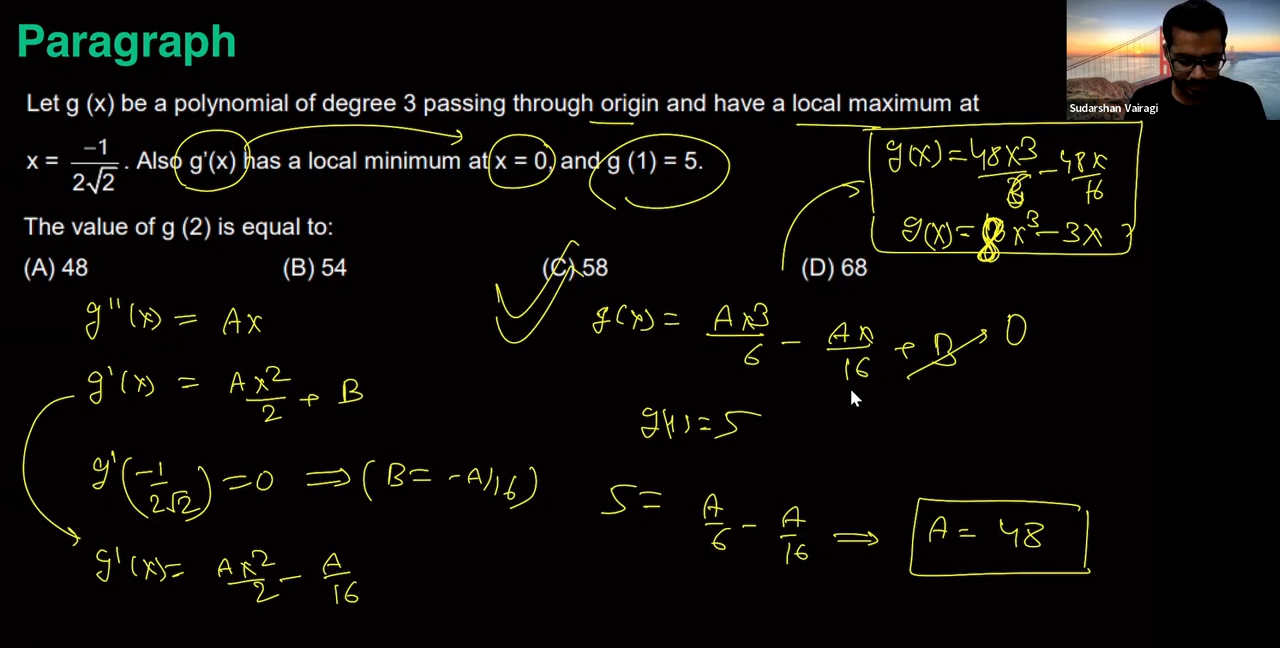 Paragraph
Sudarshan Vairagi
Let g (x) be a polynomial of degree 3 passing through origin and have a local maximum at
x = −1/2√2 . Also g'(x) has a local minimum at x = 0, and g (1) = 5.
The value of g (2) is equal to:
(A) 48 (B) 54 (C) 58 (D) 68
g(x) = 48x³/6 − 48x/16
g(x) = 8x³ − 3x
g''(x) = Ax
g'(x) = Ax²/2 + B
g'(−1/2√2) = 0 ⟹ (B = −A/16)
g'(x) = Ax²/2 − A/16
g(x) = Ax³/6 − Ax/16 + D → 0
g(1) = 5
5 = A/6 − A/16 ⟹ A = 48